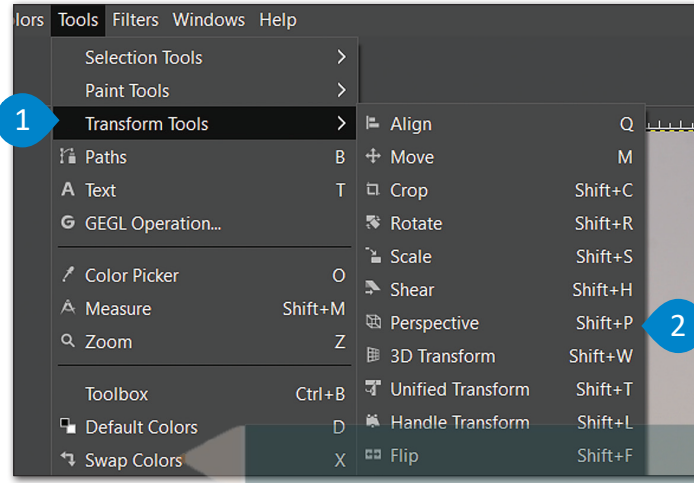 lors Tools Filters Windows Help
Selection Tools >
Paint Tools >
1
Transform Tools >
Paths B
A Text T
G GEGL Operation...
Color Picker O
Measure Shift+M
Zoom Z
Toolbox Ctrl+B
Default Colors D
Swap Colors X
Align Q
Move M
Crop Shift+C
Rotate Shift+R
Scale Shift+S
Shear Shift+H
Perspective Shift+P
2
3D Transform Shift+W
Unified Transform Shift+T
Handle Transform Shift+L
Flip Shift+F